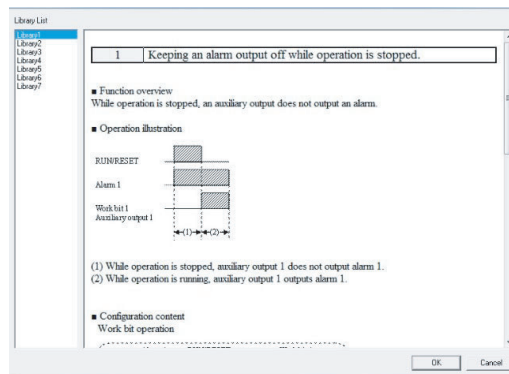 Library List
Library1
Library2
Library3
Library4
Library5
Library6
Library7
1 Keeping an alarm output off while operation is stopped.
■ Function overview
While operation is stopped, an auxiliary output does not output an alarm.
■ Operation illustration
RUN/RESET
Alarm 1
Work bit 1
Auxiliary output 1
(1) (2)
(1) While operation is stopped, auxiliary output 1 does not output alarm 1.
(2) While operation is running, auxiliary output 1 outputs alarm 1.
■ Configuration content
Work bit operation
OK Cancel